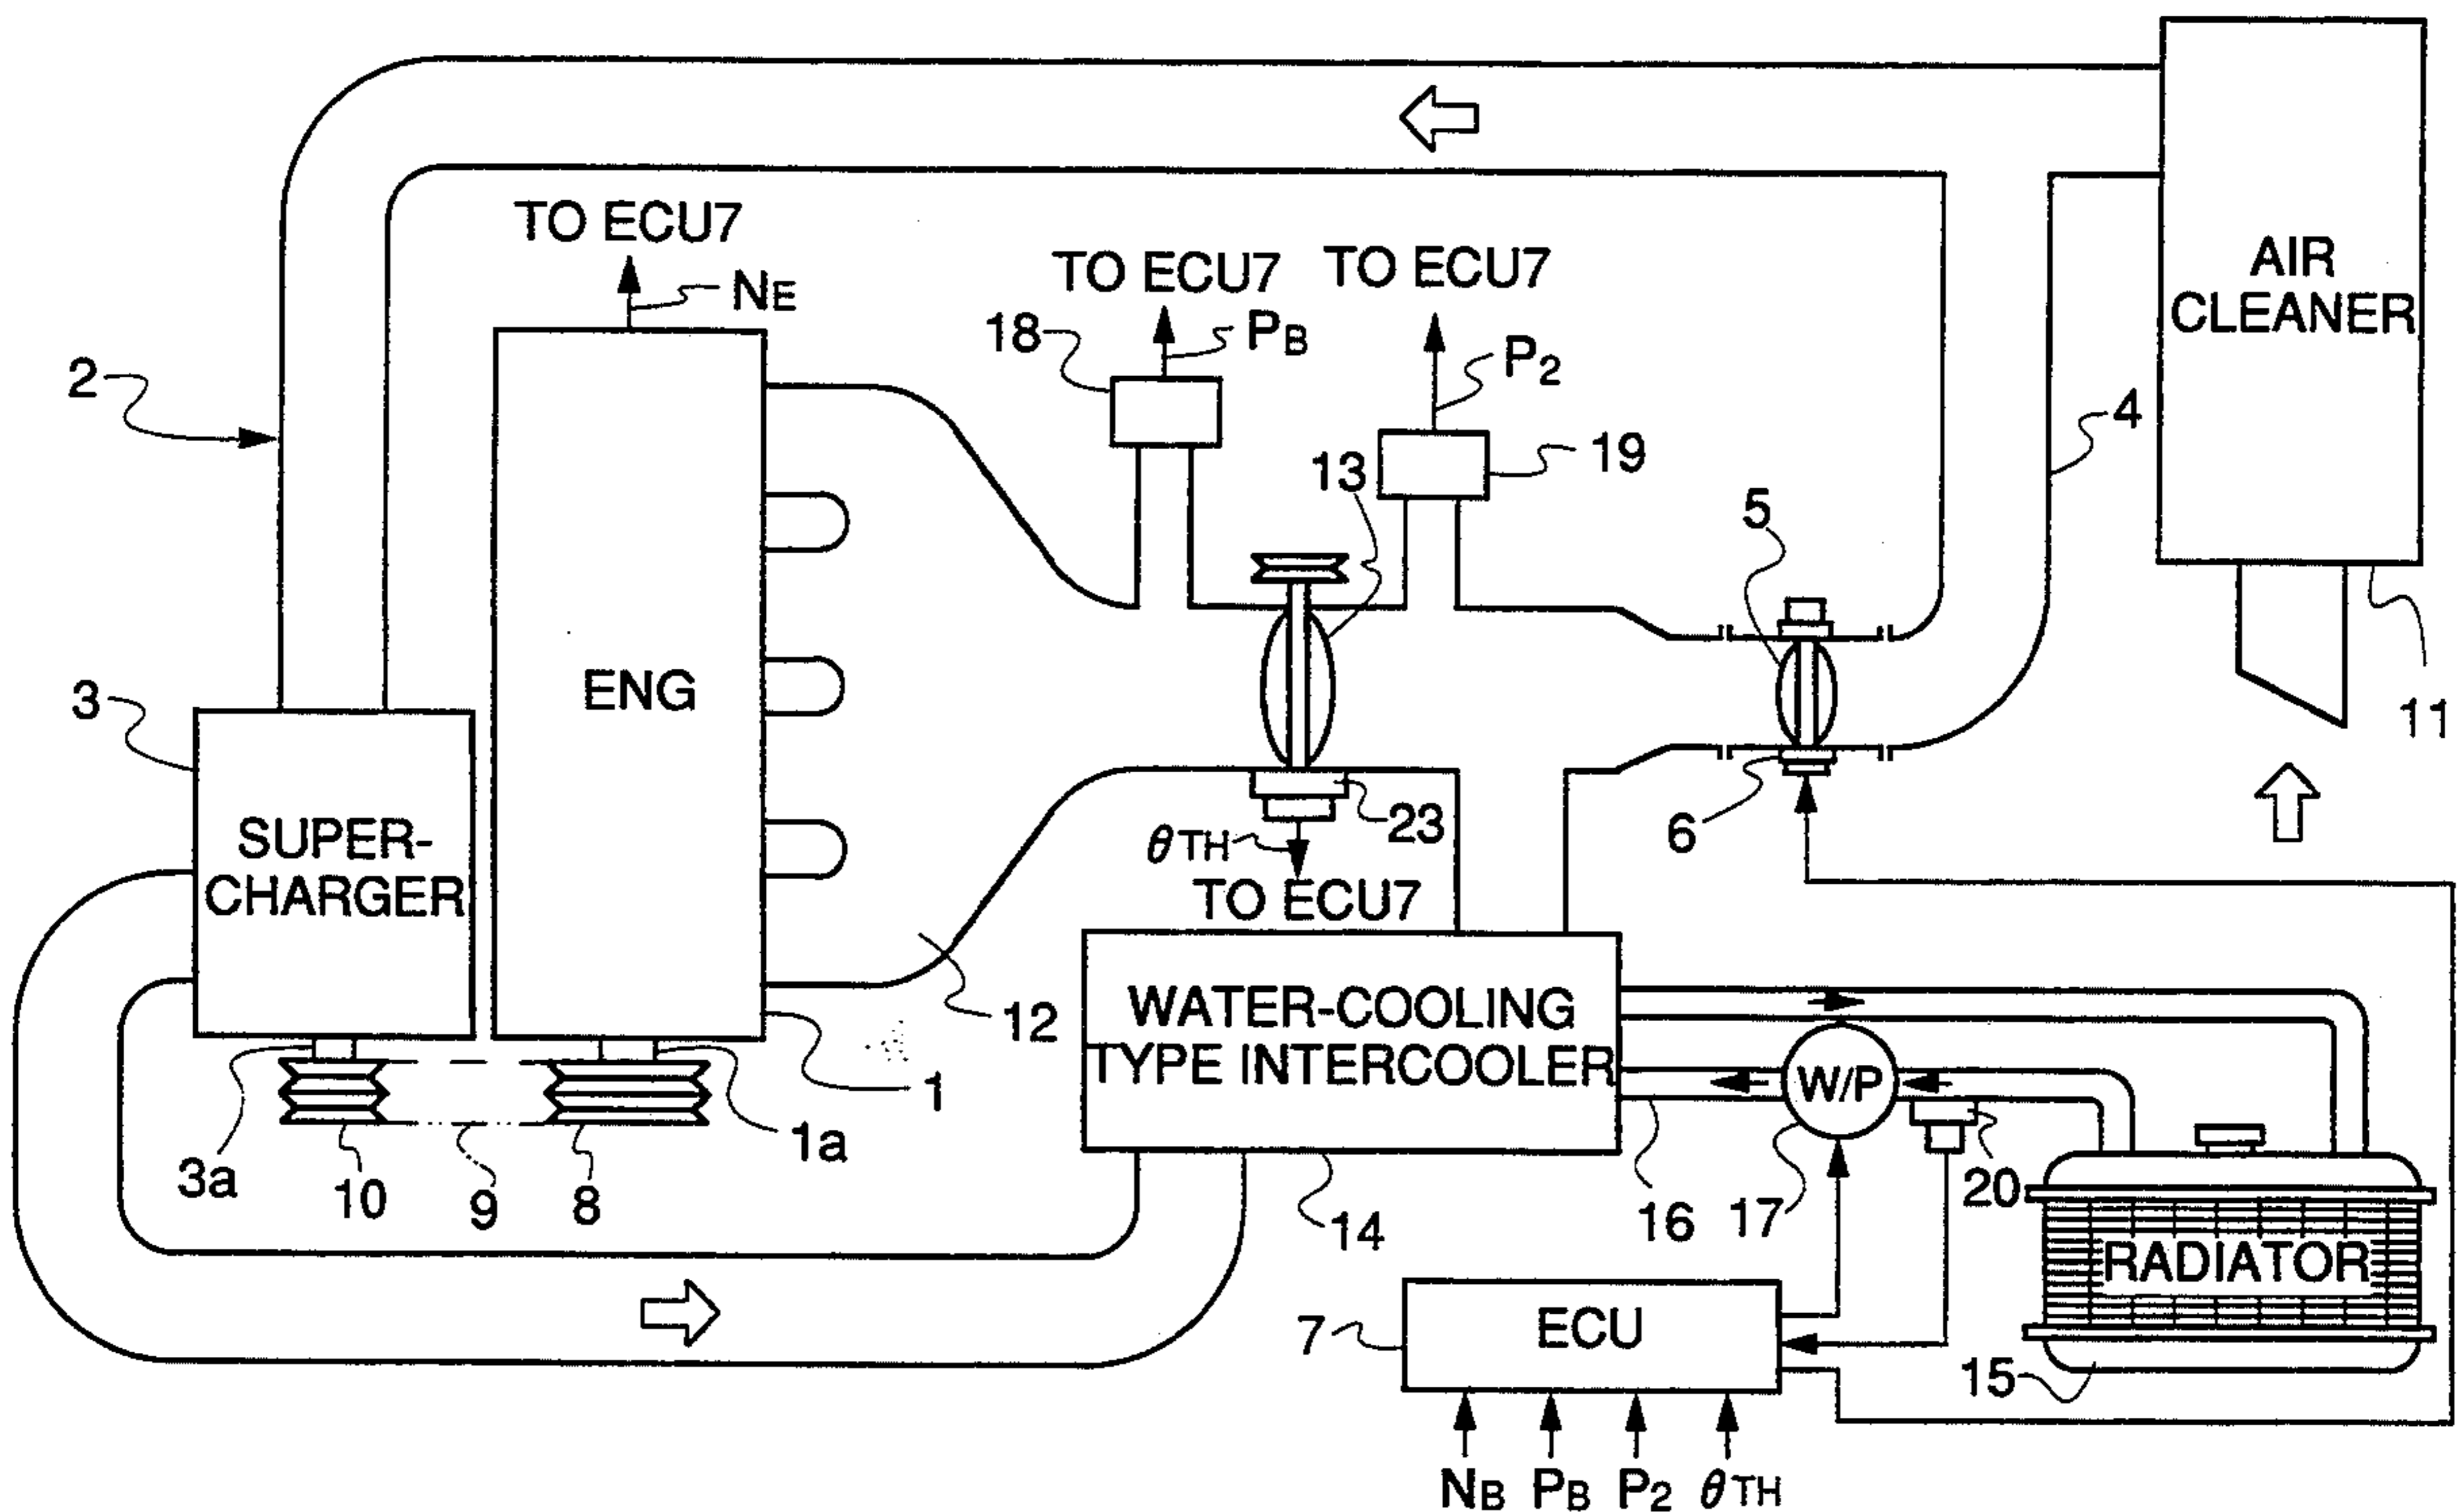 TO ECU7
NE
TO ECU7
TO ECU7
18
PB
P2
AIR
CLEANER
2
4
19
13
5
ENG
3
11
SUPER-
CHARGER
23
6
θTH
TO ECU7
12
WATER-COOLING
TYPE INTERCOOLER
W/P
1
1a
3a
10
9
8
14
16
17
20
RADIATOR
7
ECU
15
NB
PB
P2
θTH